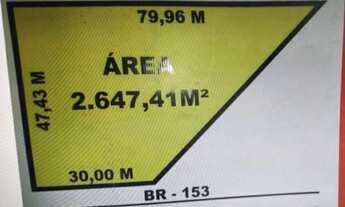 79,96 M
ÁREA
2.647,41M²
47,43 M
30,00 M
BR - 153